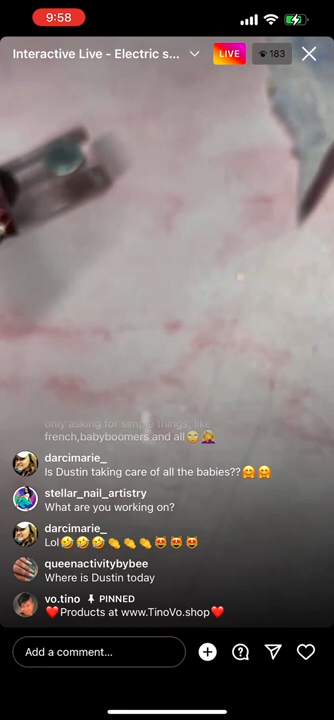 9:58
Interactive Live - Electric s...
LIVE
183
only asking for simple things, like
french,babyboomers and all🙄🤦‍♀️
darcimarie_
Is Dustin taking care of all the babies??🤗🤗
stellar_nail_artistry
What are you working on?
darcimarie_
Lol🤣🤣🤣👏👏👏😻😻😻
queenactivitybybee
Where is Dustin today
vo.tino 📌 PINNED
❤️Products at www.TinoVo.shop❤️
Add a comment...